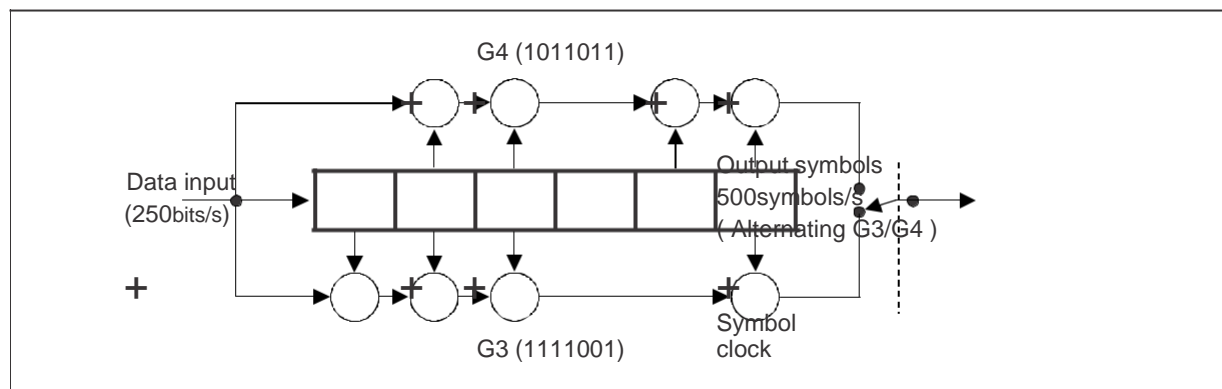 G4 (1011011)
+ + + +
Data input
(250bits/s)
Output symbols
500symbols/s
( Alternating G3/G4 )
+ + + +
G3 (1111001)
Symbol
clock